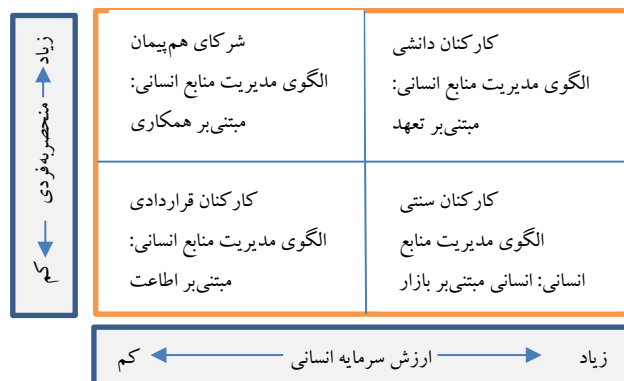 کارکنان دانشی
الگوی مدیریت منابع انسانی:
مبتنی‌بر تعهد
شرکای هم‌پیمان
الگوی مدیریت منابع انسانی:
مبتنی‌بر همکاری
کارکنان سنتی
الگوی مدیریت منابع
انسانی: انسانی مبتنی‌بر بازار
کارکنان قراردادی
الگوی مدیریت منابع انسانی:
مبتنی‌بر اطاعت
زیاد
منحصربه‌فردی
کم
زیاد
ارزش سرمایه انسانی
کم